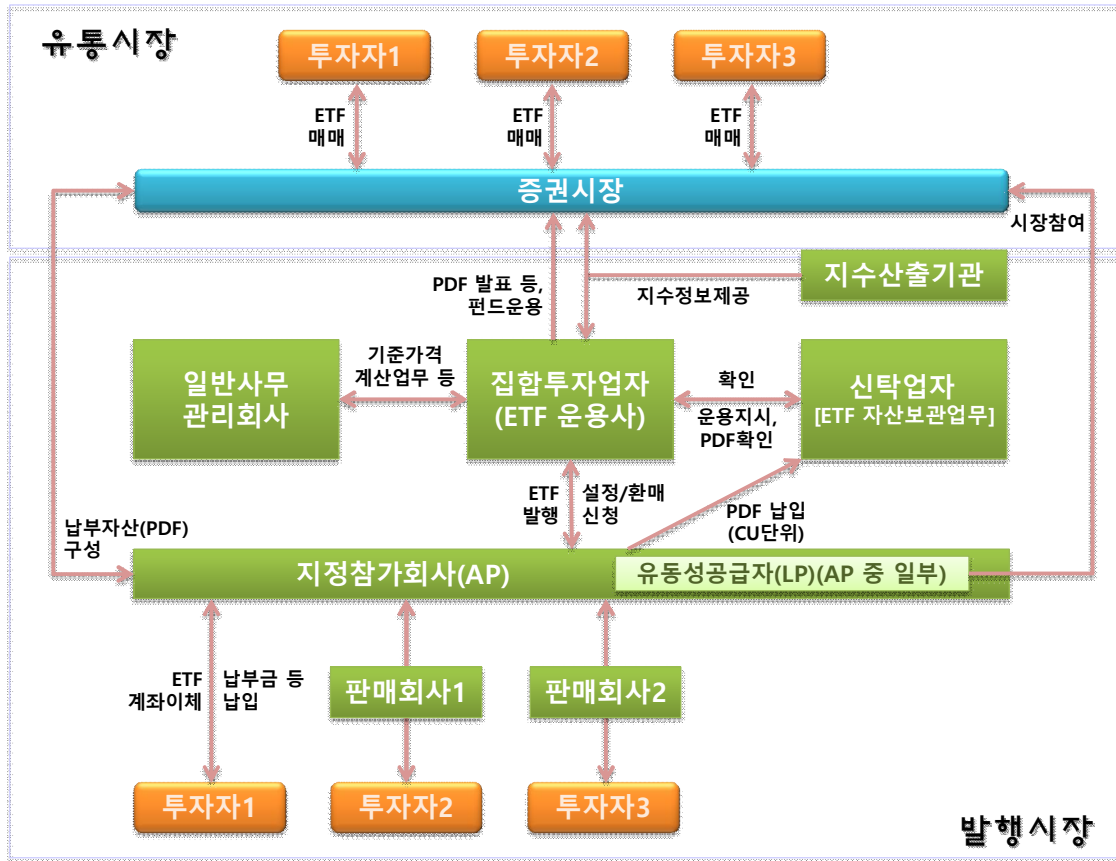 유통시장
투자자1
투자자2
투자자3
ETF
매매
ETF
매매
ETF
매매
증권시장
시장참여
지수산출기관
PDF 발표 등,
펀드운용
지수정보제공
일반사무
관리회사
기준가격
계산업무 등
집합투자업자
(ETF 운용사)
확인
운용지시,
PDF확인
신탁업자
[ETF 자산보관업무]
ETF
발행
설정/환매
신청
PDF 납입
(CU단위)
납부자산(PDF)
구성
지정참가회사(AP)
유동성공급자(LP)(AP 중 일부)
ETF
계좌이체
납부금 등
납입
판매회사1
판매회사2
투자자1
투자자2
투자자3
발행시장